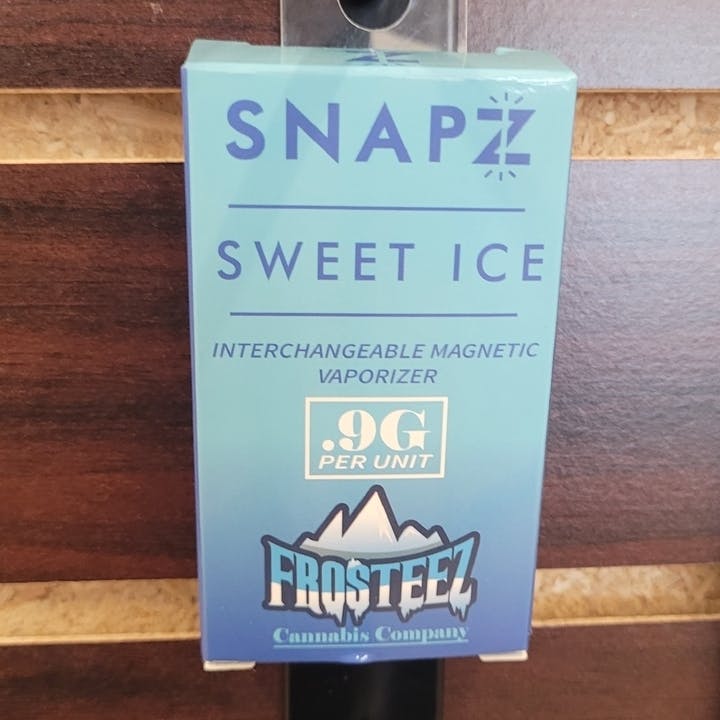 SNAPZ
SWEET ICE
INTERCHANGEABLE MAGNETIC
VAPORIZER
.9G
PER UNIT
FROSTEEZ
Cannabis Company